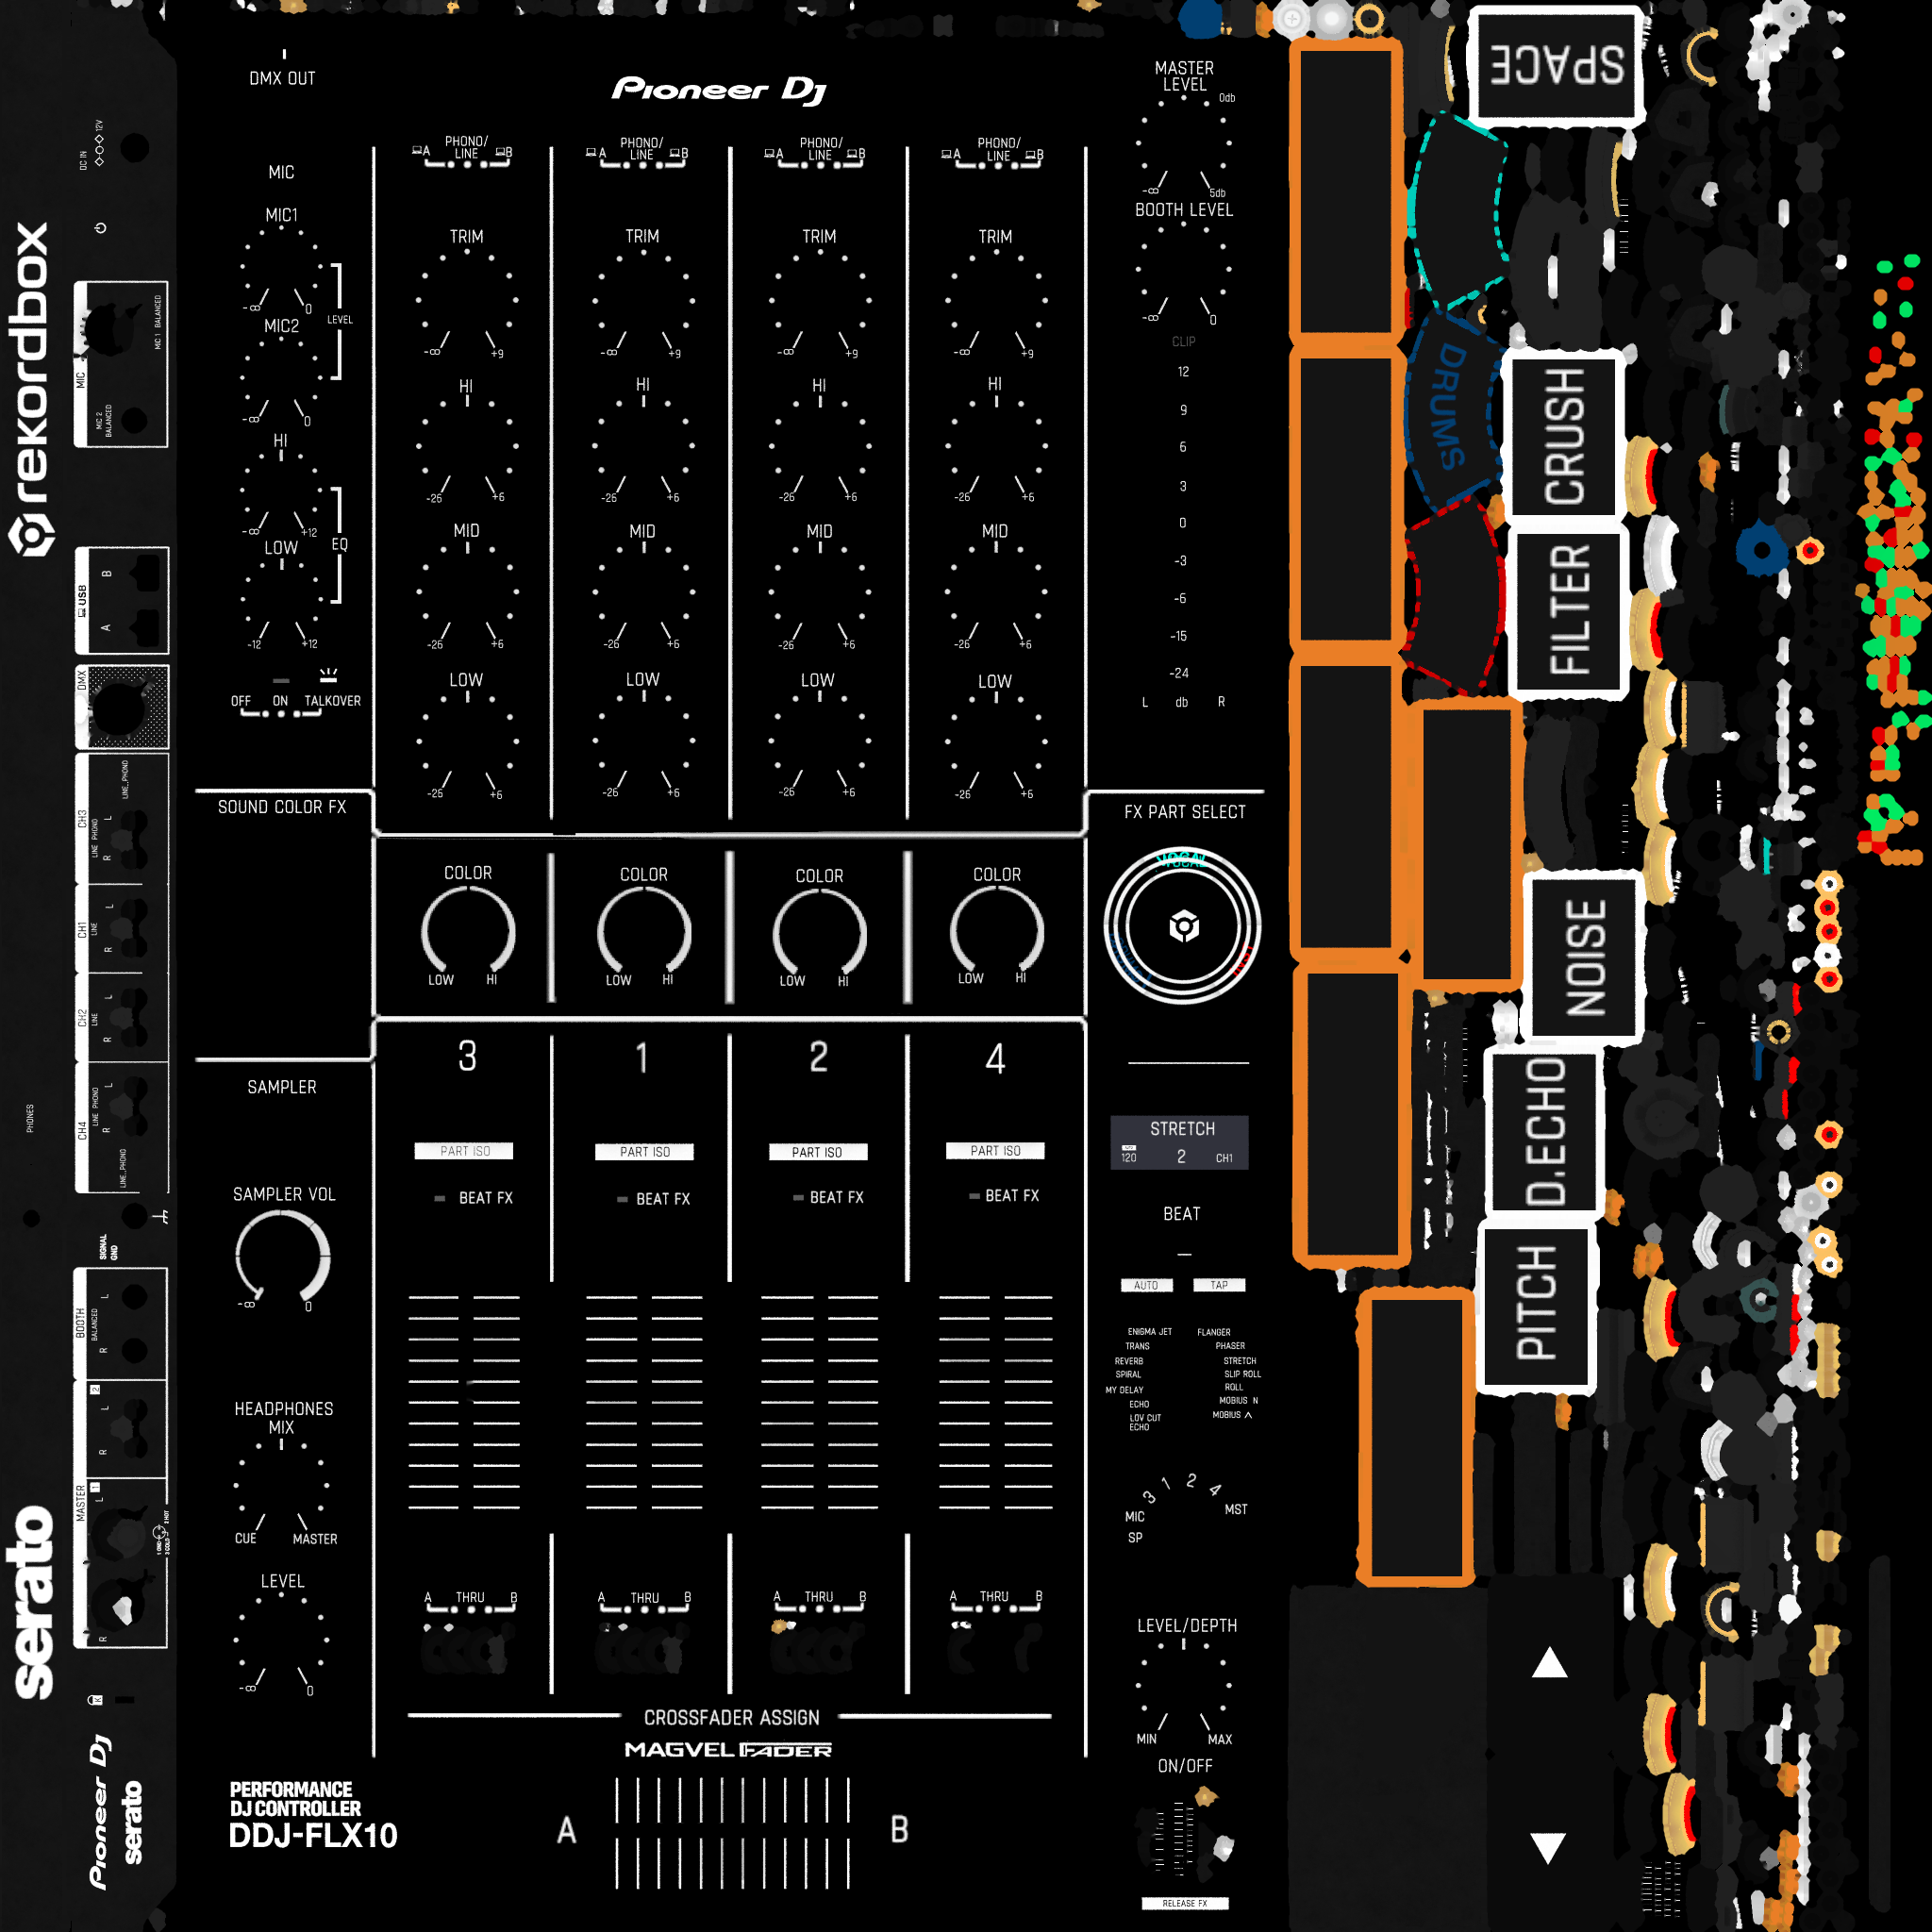 DMX OUT
Pioneer Dj
MIC
MIC1
-∞ 0
MIC2
-∞ 0
LEVEL
HI
-∞ +12
LOW
-12 +12
EQ
OFF ON TALKOVER
A PHONO/ LINE B
A PHONO/ LINE B
A PHONO/ LINE B
A PHONO/ LINE B
TRIM TRIM TRIM TRIM
-∞ +9 -∞ +9 -∞ +9 -∞ +9
HI HI HI HI
-26 +6 -26 +6 -26 +6 -26 +6
MID MID MID MID
-26 +6 -26 +6 -26 +6 -26 +6
LOW LOW LOW LOW
-26 +6 -26 +6 -26 +6 -26 +6
MASTER
LEVEL
0db
-∞ 5db
BOOTH LEVEL
-∞ 0
CLIP
12
9
6
3
0
-3
-6
-15
-24
L db R
SOUND COLOR FX
COLOR COLOR COLOR COLOR
LOW HI LOW HI LOW HI LOW HI
FX PART SELECT
VOCAL
3 1 2 4
SAMPLER
PART ISO PART ISO PART ISO PART ISO
BEAT FX BEAT FX BEAT FX BEAT FX
SAMPLER VOL
-∞ 0
STRETCH
120 2 CH1
BEAT
AUTO TAP
ENIGMA JET FLANGER
TRANS PHASER
REVERB STRETCH
SPIRAL SLIP ROLL
MY DELAY ROLL
ECHO MOBIUS N
LOV CUT MOBIUS
ECHO
HEADPHONES
MIX
CUE MASTER
LEVEL
-∞ 0
MIC 3 1 2 4 MST
SP
A THRU B
A THRU B
A THRU B
A THRU B
LEVEL/DEPTH
MIN MAX
ON/OFF
RELEASE FX
CROSSFADER ASSIGN
MAGVEL FADER
A B
PERFORMANCE
DJ CONTROLLER
DDJ-FLX10
rekordbox
serato
Pioneer Dj
serato
DC IN 12V
MIC
MIC 1 BALANCED
MIC 2
BALANCED
USB
A B
DMX
CH3
LINE PHONO
R L
LINE_PHONO
CH1
LINE
R L
CH2
LINE
R L
CH4
LINE PHONO
R L
LINE_PHONO
PHONES
SIGNAL
GND
BOOTH
BALANCED
R L
MASTER
2
R L
1
R L
SPACE
DRUMS
CRUSH
FILTER
NOISE
D.ECHO
PITCH